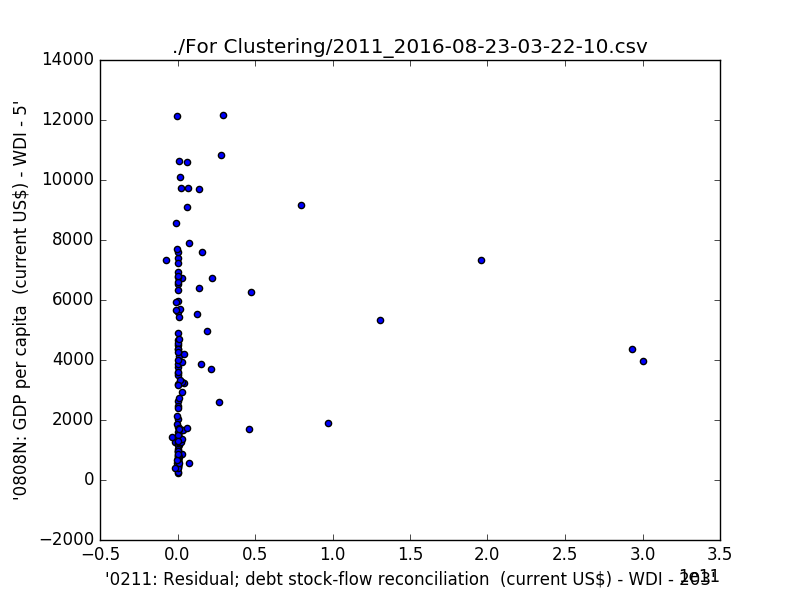 ./For Clustering/2011_2016-08-23-03-22-10.csv
14000
12000
10000
8000
6000
4000
2000
0
−2000
'0808N: GDP per capita  (current US$) - WDI - 5'
−0.5 0.0 0.5 1.0 1.5 2.0 2.5 3.0 3.5
1e11
'0211: Residual; debt stock-flow reconciliation  (current US$) - WDI - 203'